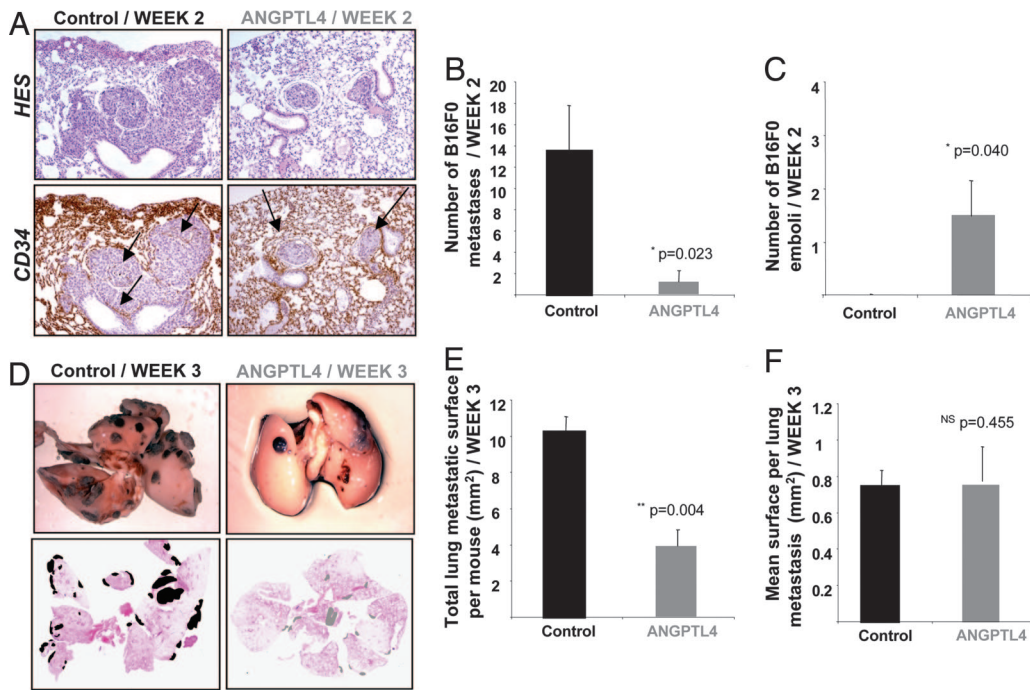 A
Control / WEEK 2
ANGPTL4 / WEEK 2
HES
CD34
B
Number of B16F0
metastases / WEEK 2
20
18
16
14
12
10
8
6
4
2
* p=0.023
Control
ANGPTL4
C
Number of B16F0
emboli / WEEK 2
4
3
2
1
* p=0.040
Control
ANGPTL4
D
Control / WEEK 3
ANGPTL4 / WEEK 3
E
Total lung metastatic surface
per mouse (mm²) / WEEK 3
12
10
8
6
4
2
** p=0.004
Control
ANGPTL4
F
Mean surface per lung
metastasis (mm²) / WEEK 3
1.2
1
0.8
0.6
0.4
0.2
0
NS p=0.455
Control
ANGPTL4